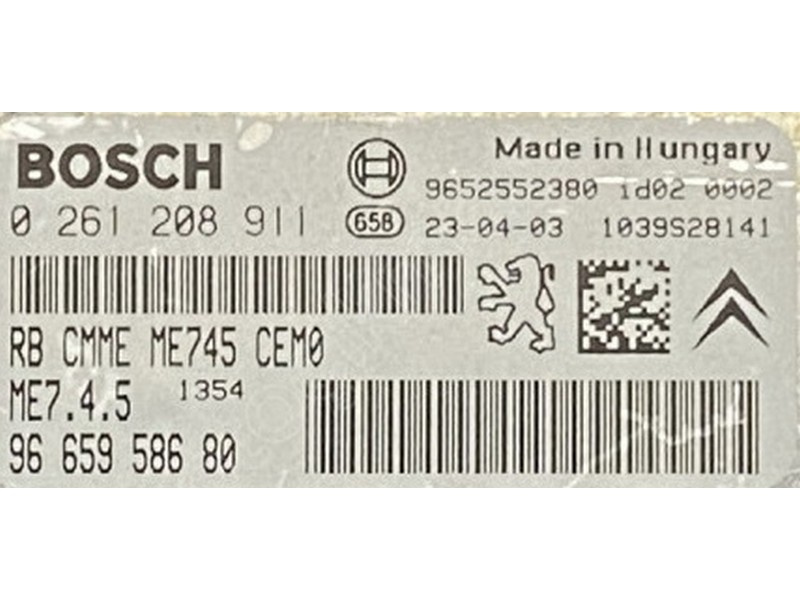 BOSCH
Made in Hungary
9652552380 1d02 0002
0 261 208 911 658 23-04-03 1039S28141
RB CMME ME745 CEM0
ME7.4.5 1354
96 659 586 80